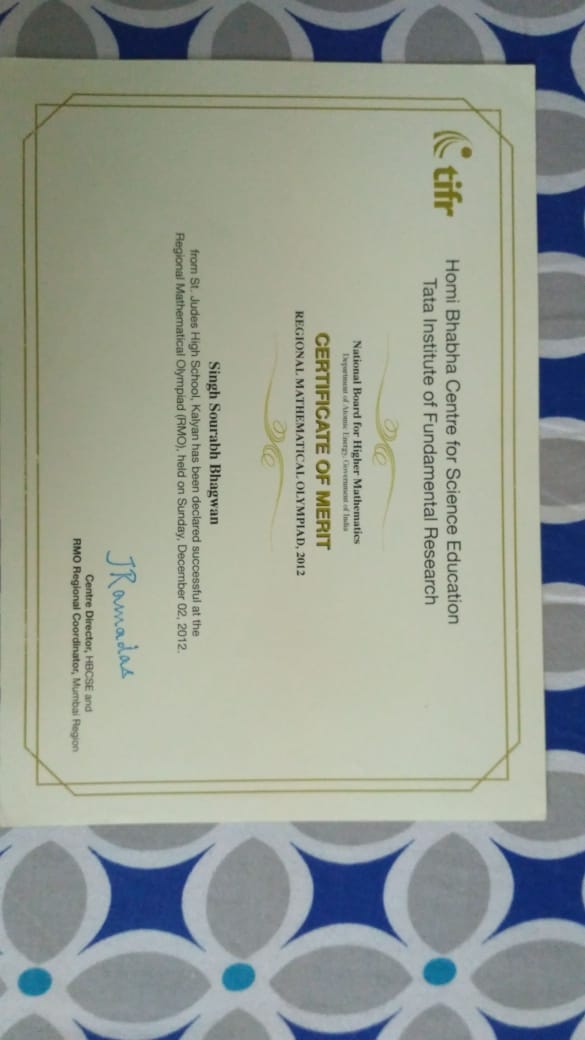 tifr
Homi Bhabha Centre for Science Education
Tata Institute of Fundamental Research
National Board for Higher Mathematics
Department of Atomic Energy, Government of India
CERTIFICATE OF MERIT
REGIONAL MATHEMATICAL OLYMPIAD, 2012
Singh Sourabh Bhagwan
from St. Judes High School, Kalyan has been declared successful at the
Regional Mathematical Olympiad (RMO), held on Sunday, December 02, 2012.
JRamadas
Centre Director, HBCSE and
RMO Regional Coordinator, Mumbai Region